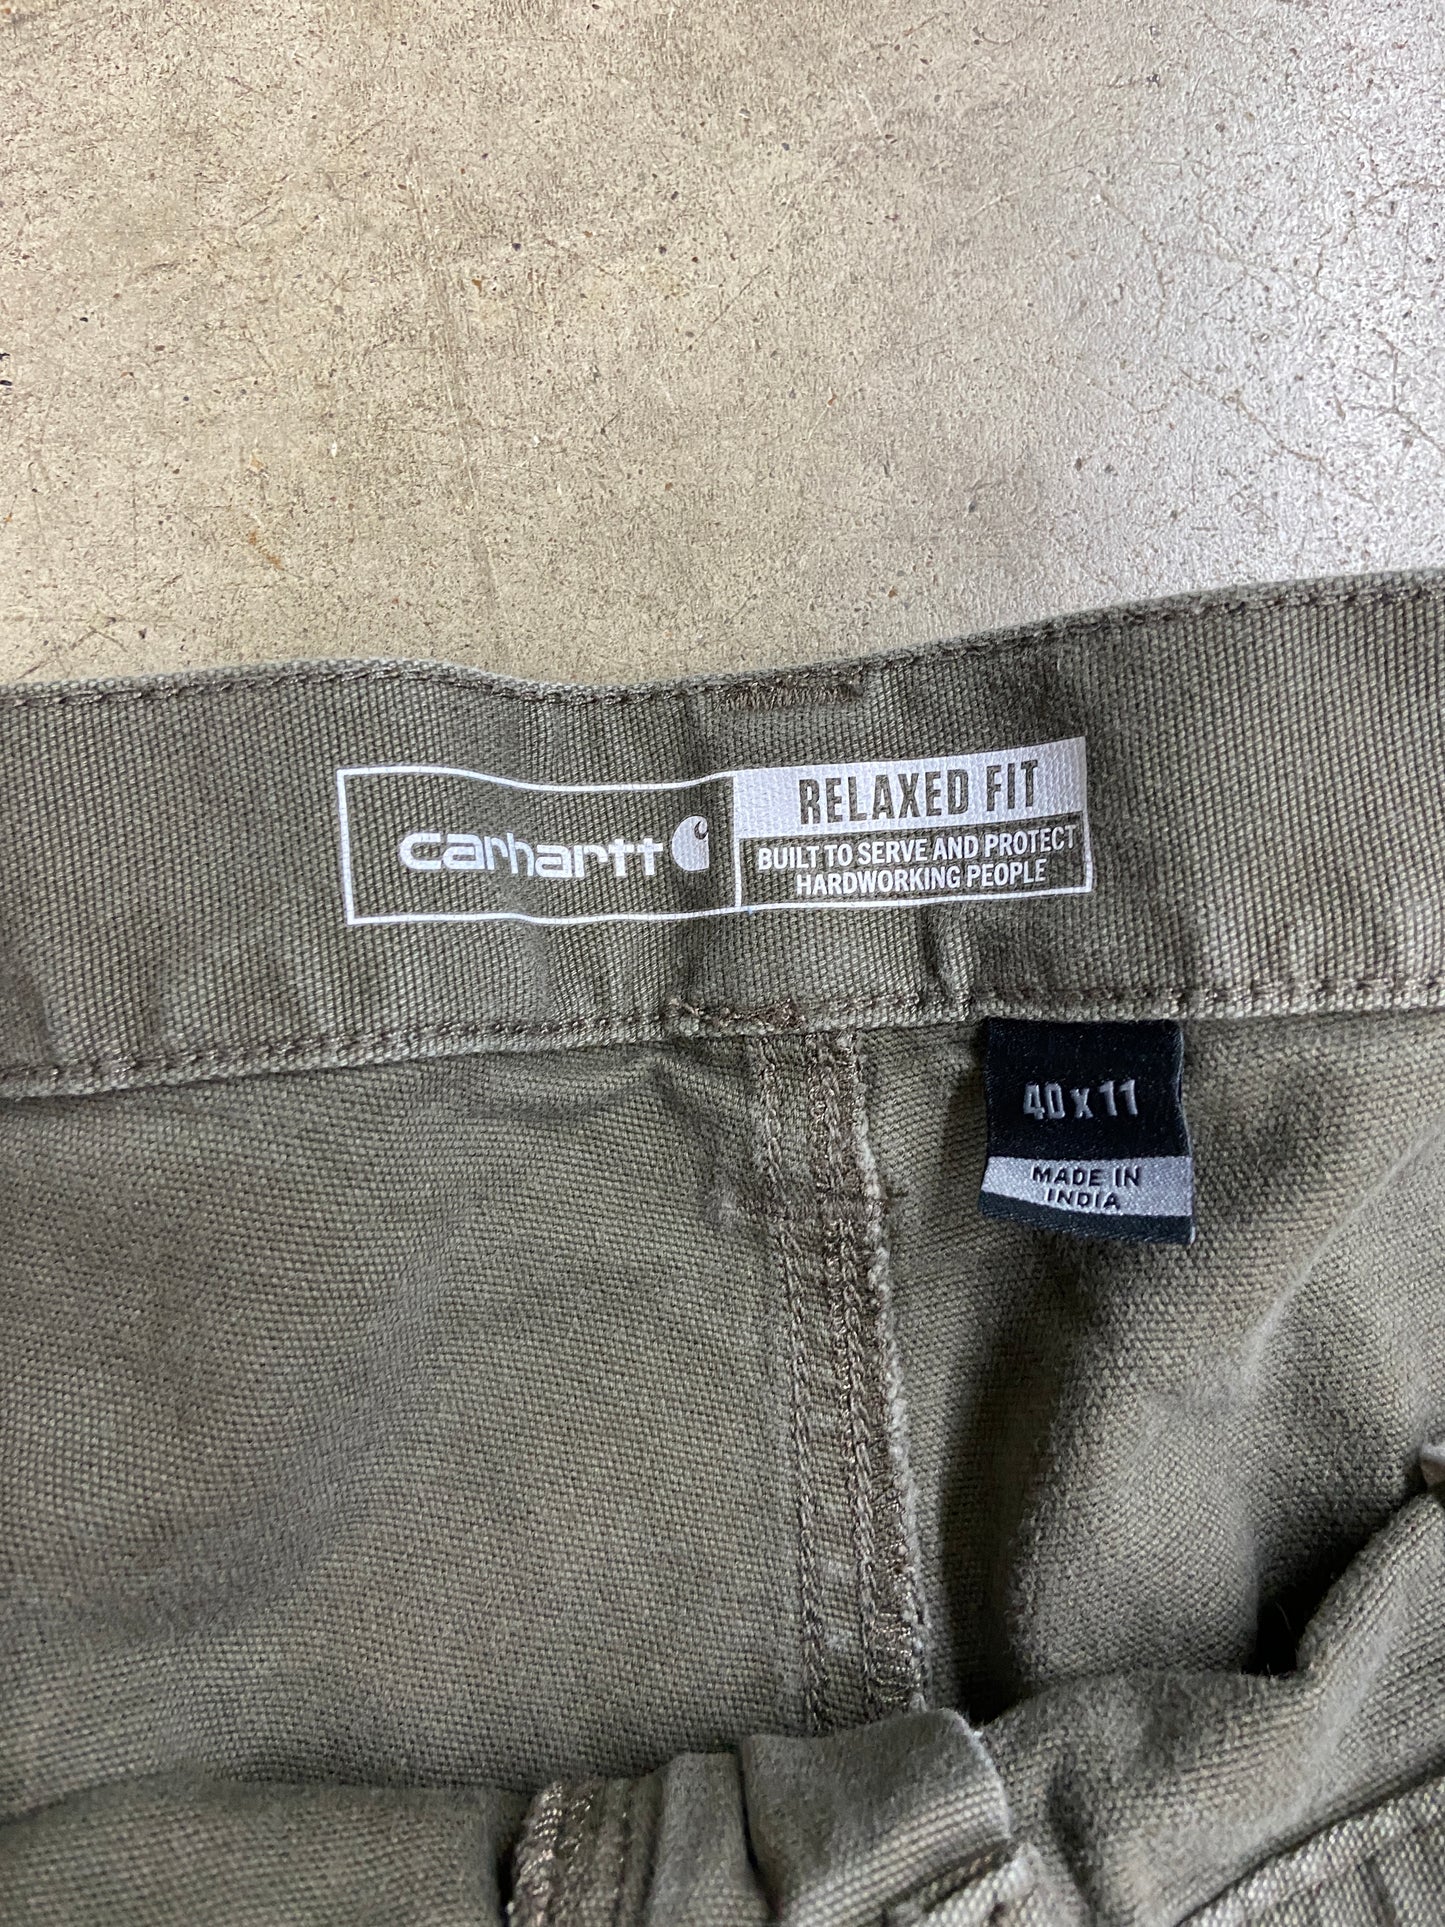 carhartt
RELAXED FIT
BUILT TO SERVE AND PROTECT
HARDWORKING PEOPLE
40 x 11
MADE IN
INDIA